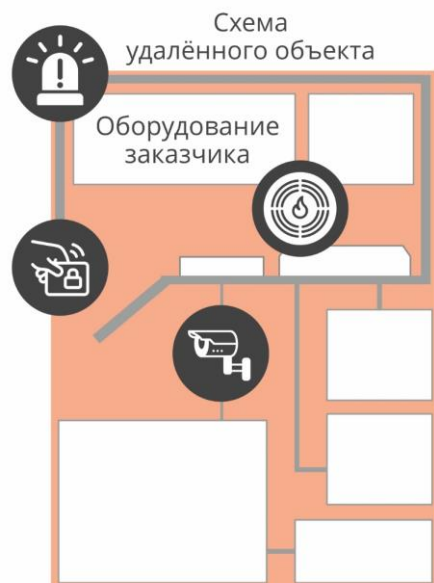 Схема
удалённого объекта
Оборудование
заказчика